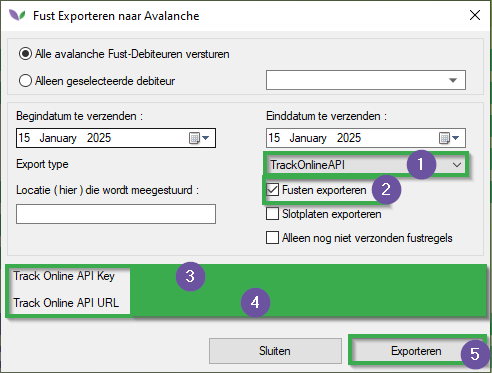 Fust Exporteren naar Avalanche
Alle avalanche Fust-Debiteuren versturen
Alleen geselecteerde debiteur
Begindatum te verzenden : Einddatum te verzenden :
15 January 2025 15 January 2025
Export type TrackOnlineAPI 1
Locatie ( hier ) die wordt meegestuurd : Fusten exporteren 2
Slotplaten exporteren
Alleen nog niet verzonden fustregels
Track Online API Key 3
Track Online API URL 4
Sluiten Exporteren 5